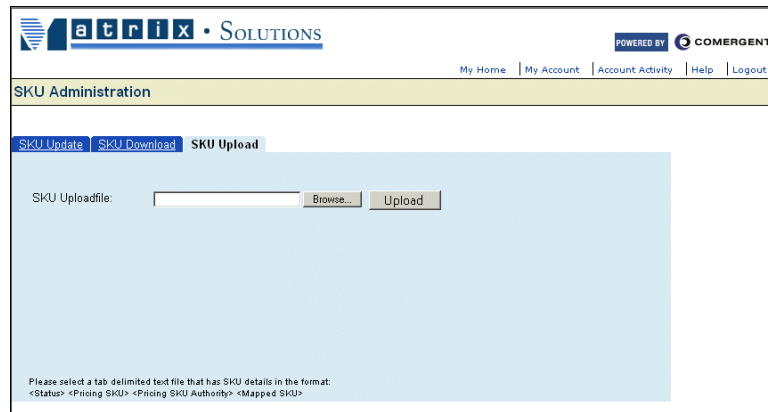 Matrix • SOLUTIONS
POWERED BY COMERGENT
My Home | My Account | Account Activity | Help | Logout
SKU Administration
SKU Update | SKU Download SKU Upload
SKU Uploadfile: Browse... Upload
Please select a tab delimited text file that has SKU details in the format:
<Status> <Pricing SKU> <Pricing SKU Authority> <Mapped SKU>